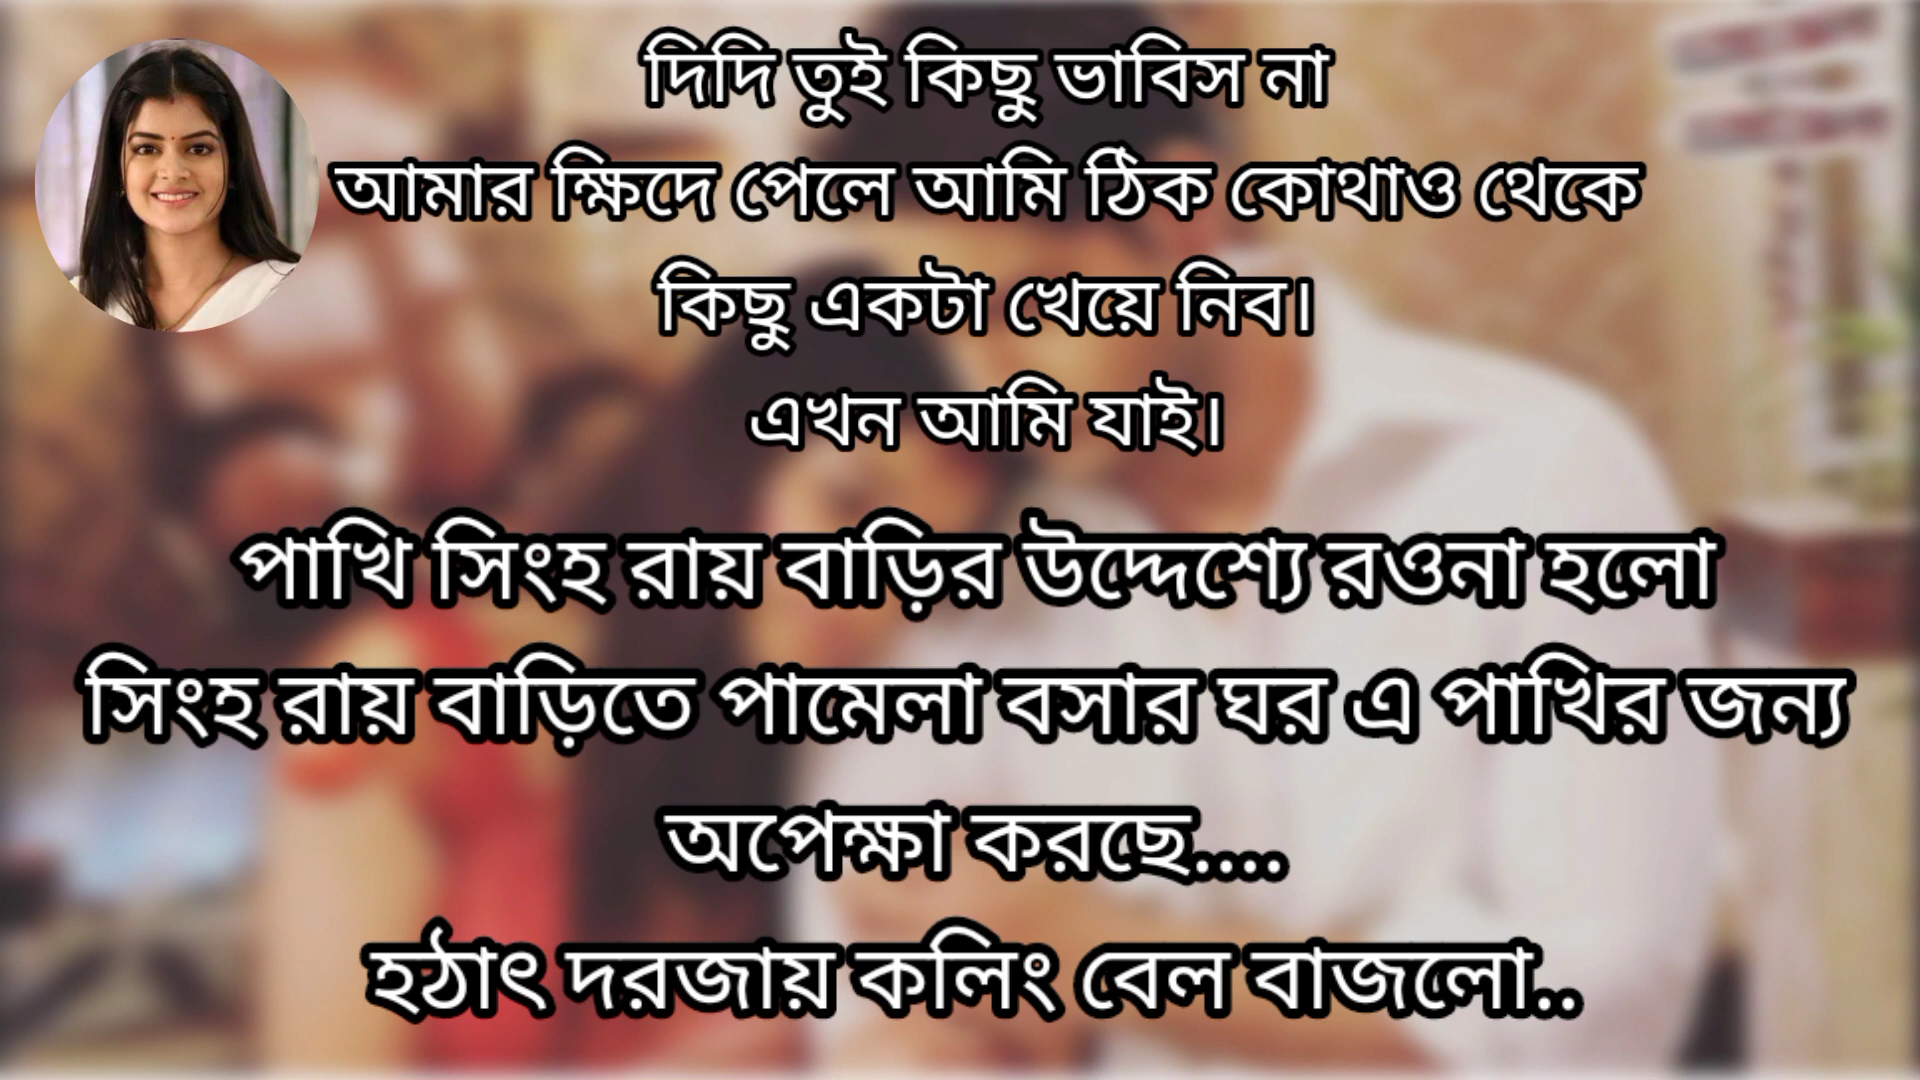 দিদি তুই কিছু ভাবিস না
আমার ক্ষিদে পেলে আমি ঠিক কোথাও থেকে
কিছু একটা খেয়ে নিব।
এখন আমি যাই।
পাখি সিংহ রায় বাড়ির উদ্দেশ্যে রওনা হলো
সিংহ রায় বাড়িতে পামেলা বসার ঘর এ পাখির জন্য
অপেক্ষা করছে....
হঠাৎ দরজায় কলিং বেল বাজলো..